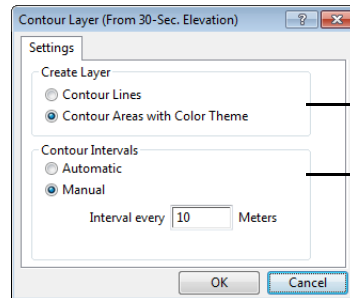 Contour Layer (From 30-Sec. Elevation)
Settings
Create Layer
Contour Lines
Contour Areas with Color Theme
Contour Intervals
Automatic
Manual
Interval every 10 Meters
OK Cancel